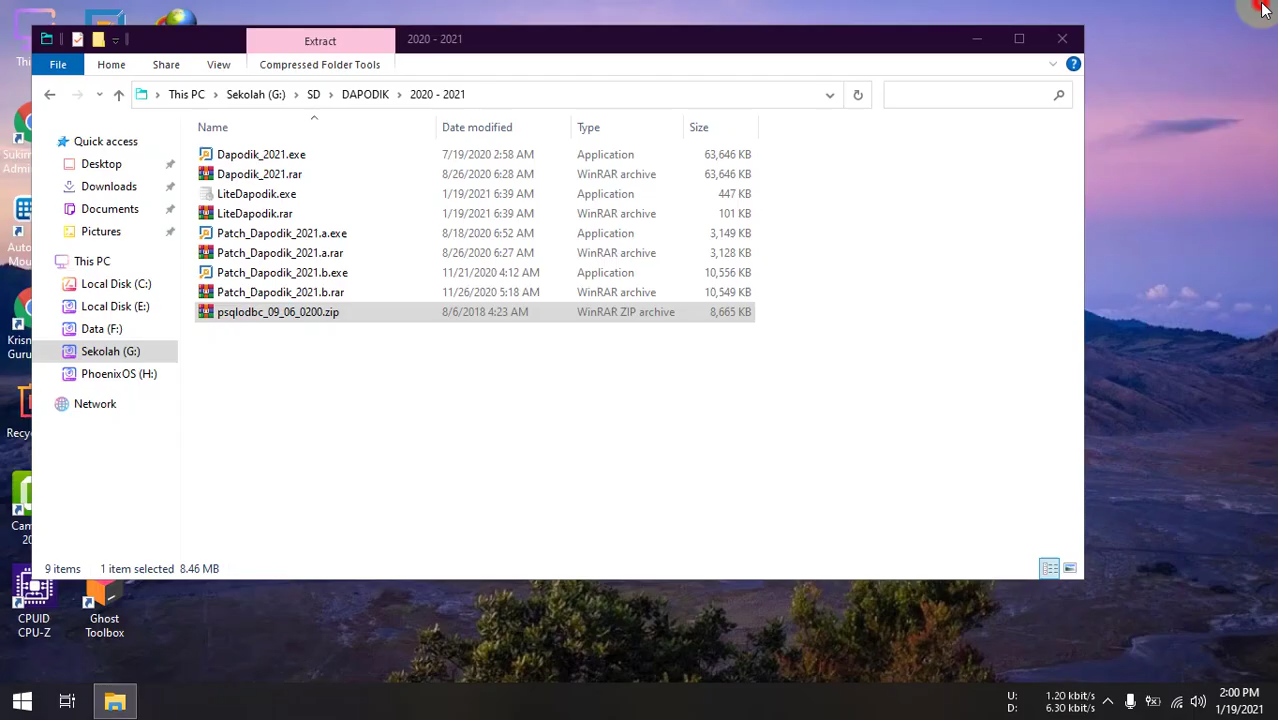 Extract
2020 - 2021
File
Home
Share
View
Compressed Folder Tools
This PC
Sekolah (G:)
SD
DAPODIK
2020 - 2021
Name
Date modified
Type
Size
Quick access
Desktop
Downloads
Documents
Pictures
This PC
Local Disk (C:)
Local Disk (E:)
Data (F:)
Sekolah (G:)
PhoenixOS (H:)
Network
Dapodik_2021.exe 7/19/2020 2:58 AM Application 63,646 KB
Dapodik_2021.rar 8/26/2020 6:28 AM WinRAR archive 63,646 KB
LiteDapodik.exe 1/19/2021 6:39 AM Application 447 KB
LiteDapodik.rar 1/19/2021 6:39 AM WinRAR archive 101 KB
Patch_Dapodik_2021.a.exe 8/18/2020 6:52 AM Application 3,149 KB
Patch_Dapodik_2021.a.rar 8/26/2020 6:27 AM WinRAR archive 3,128 KB
Patch_Dapodik_2021.b.exe 11/21/2020 4:12 AM Application 10,556 KB
Patch_Dapodik_2021.b.rar 11/26/2020 5:18 AM WinRAR archive 10,549 KB
psqlodbc_09_06_0200.zip 8/6/2018 4:23 AM WinRAR ZIP archive 8,665 KB
9 items 1 item selected 8.46 MB
CPUID
CPU-Z
Ghost
Toolbox
U: 1.20 kbit/s
D: 6.30 kbit/s
2:00 PM
1/19/2021